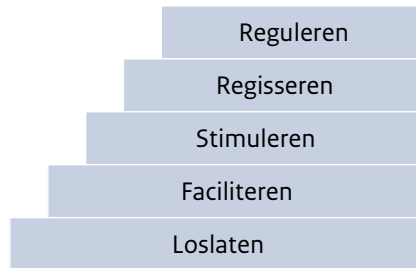 Reguleren
Regisseren
Stimuleren
Faciliteren
Loslaten